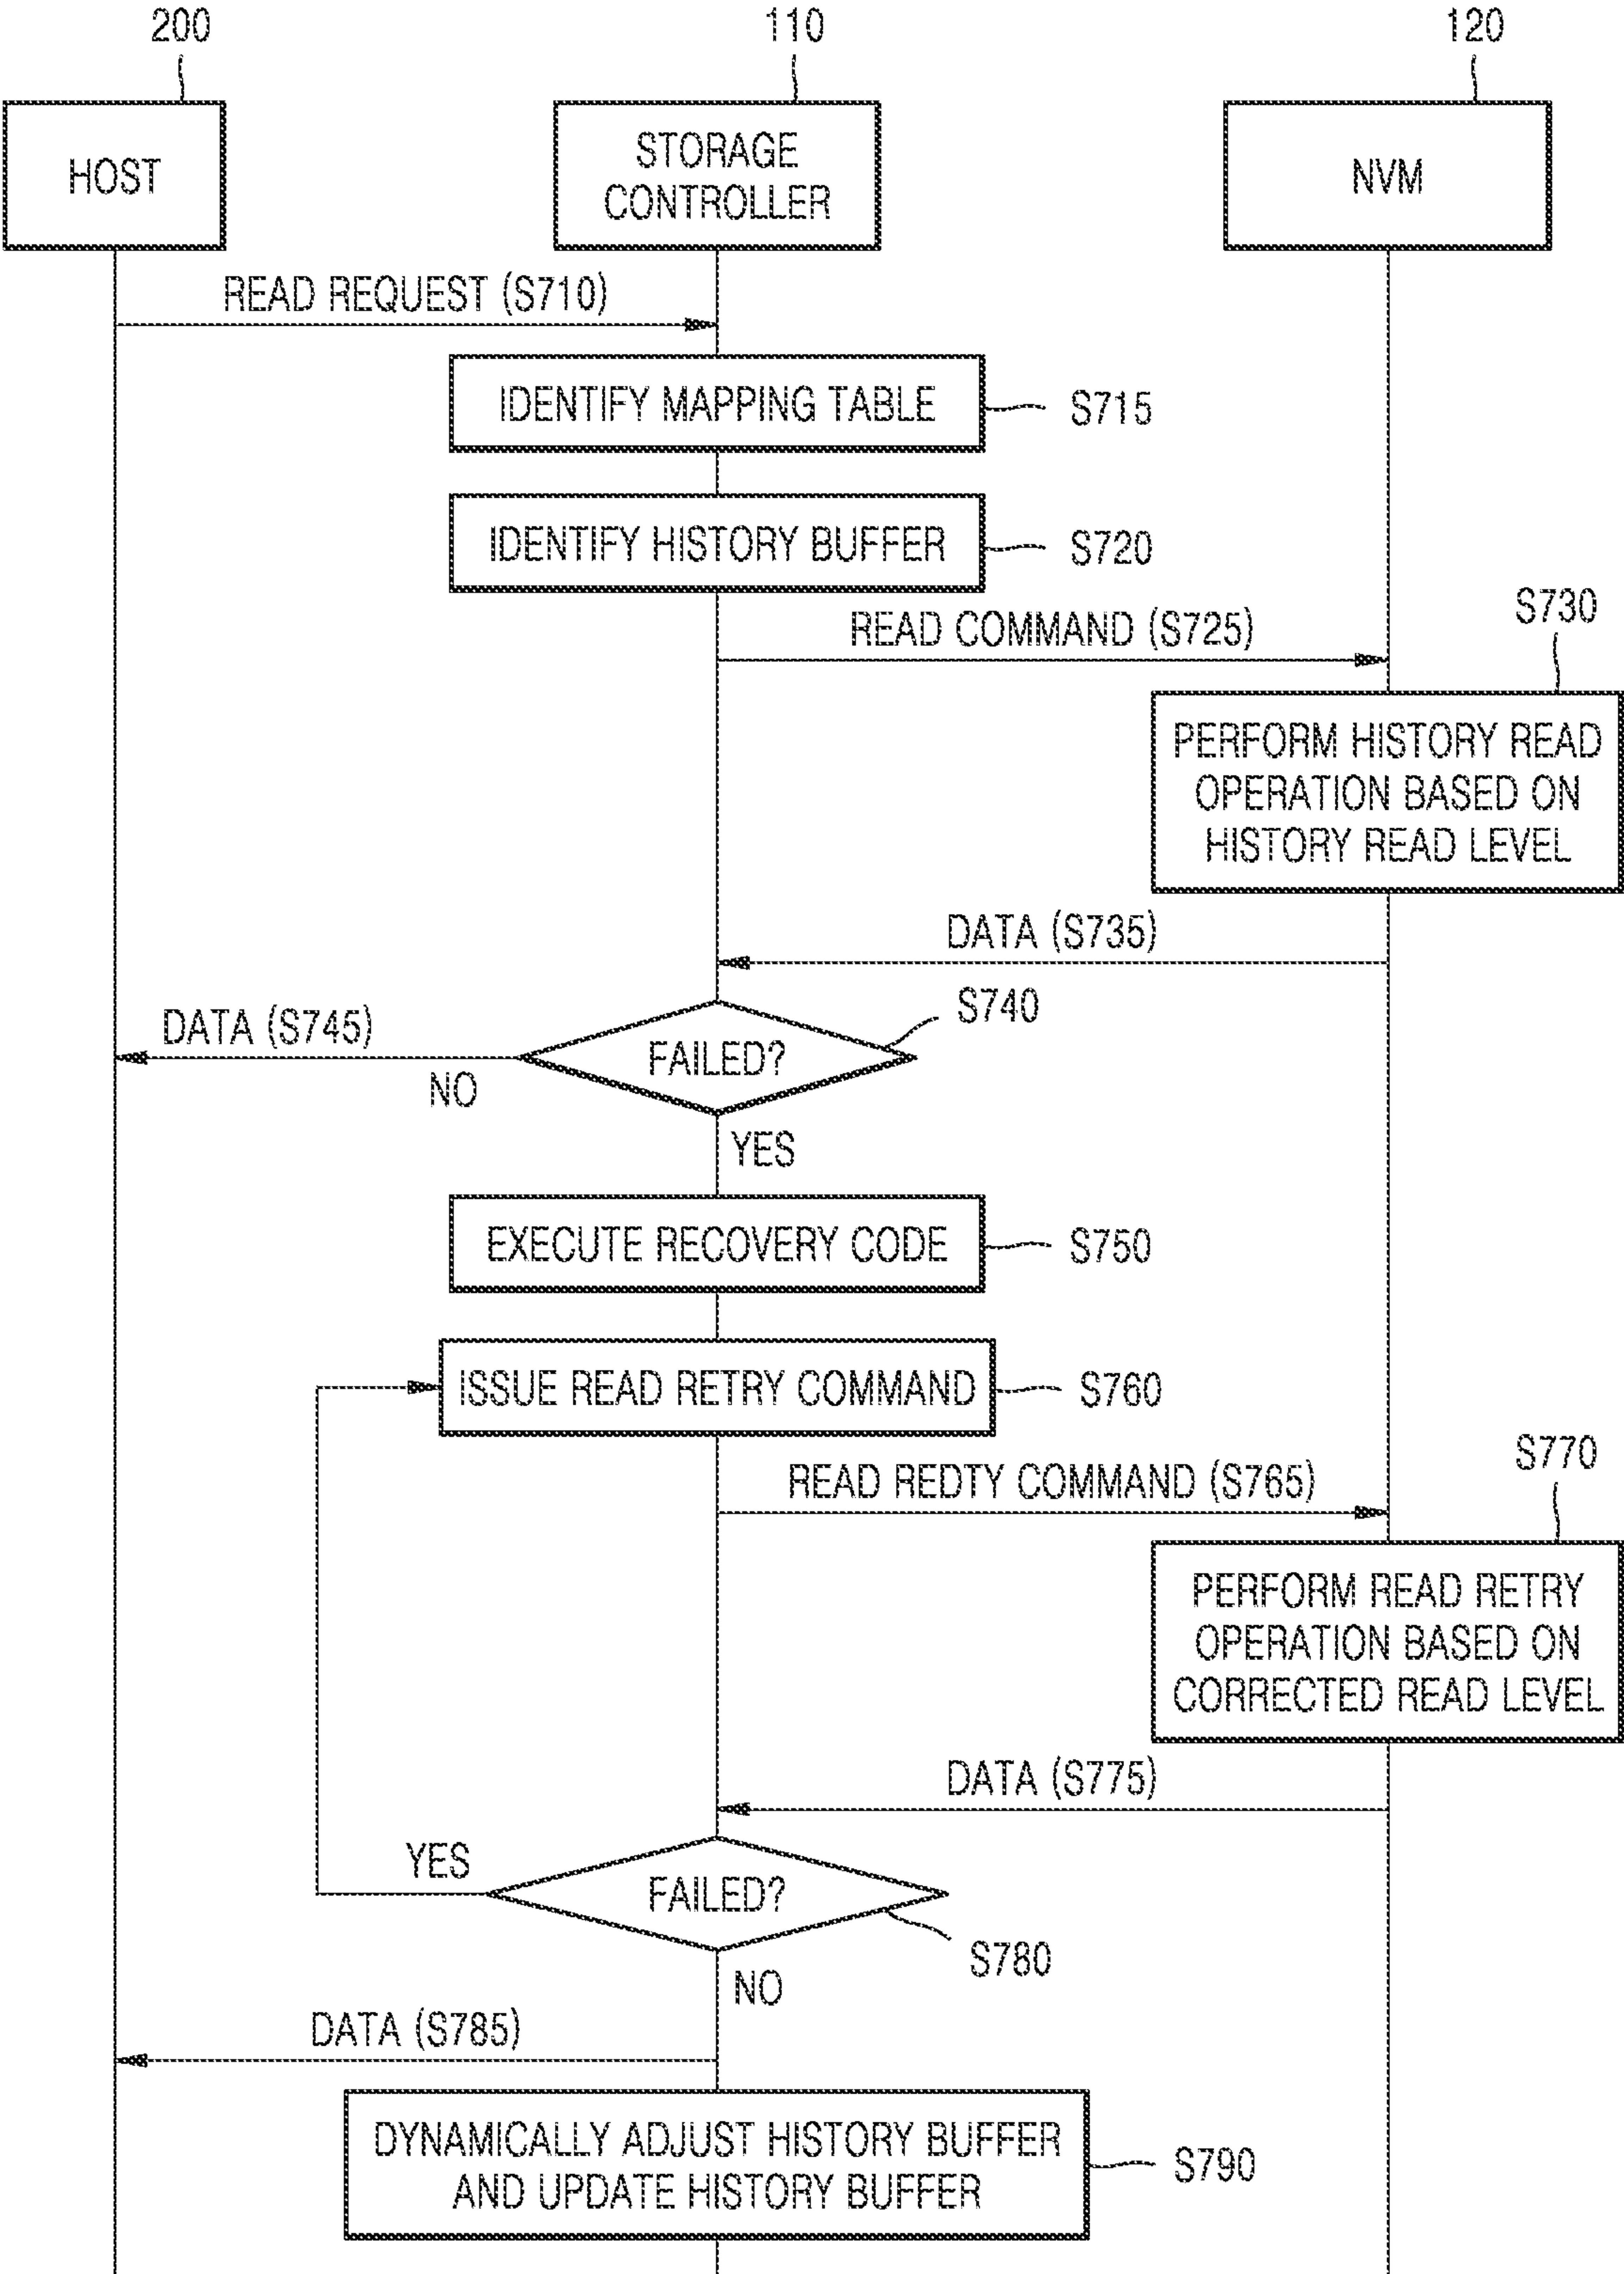 200
110
120
HOST
STORAGE
CONTROLLER
NVM
READ REQUEST (S710)
IDENTIFY MAPPING TABLE
S715
IDENTIFY HISTORY BUFFER
S720
READ COMMAND (S725)
S730
PERFORM HISTORY READ
OPERATION BASED ON
HISTORY READ LEVEL
DATA (S735)
S740
DATA (S745)
FAILED?
NO
YES
EXECUTE RECOVERY CODE
S750
ISSUE READ RETRY COMMAND
S760
READ REDTY COMMAND (S765)
S770
PERFORM READ RETRY
OPERATION BASED ON
CORRECTED READ LEVEL
DATA (S775)
YES
FAILED?
S780
NO
DATA (S785)
DYNAMICALLY ADJUST HISTORY BUFFER
AND UPDATE HISTORY BUFFER
S790